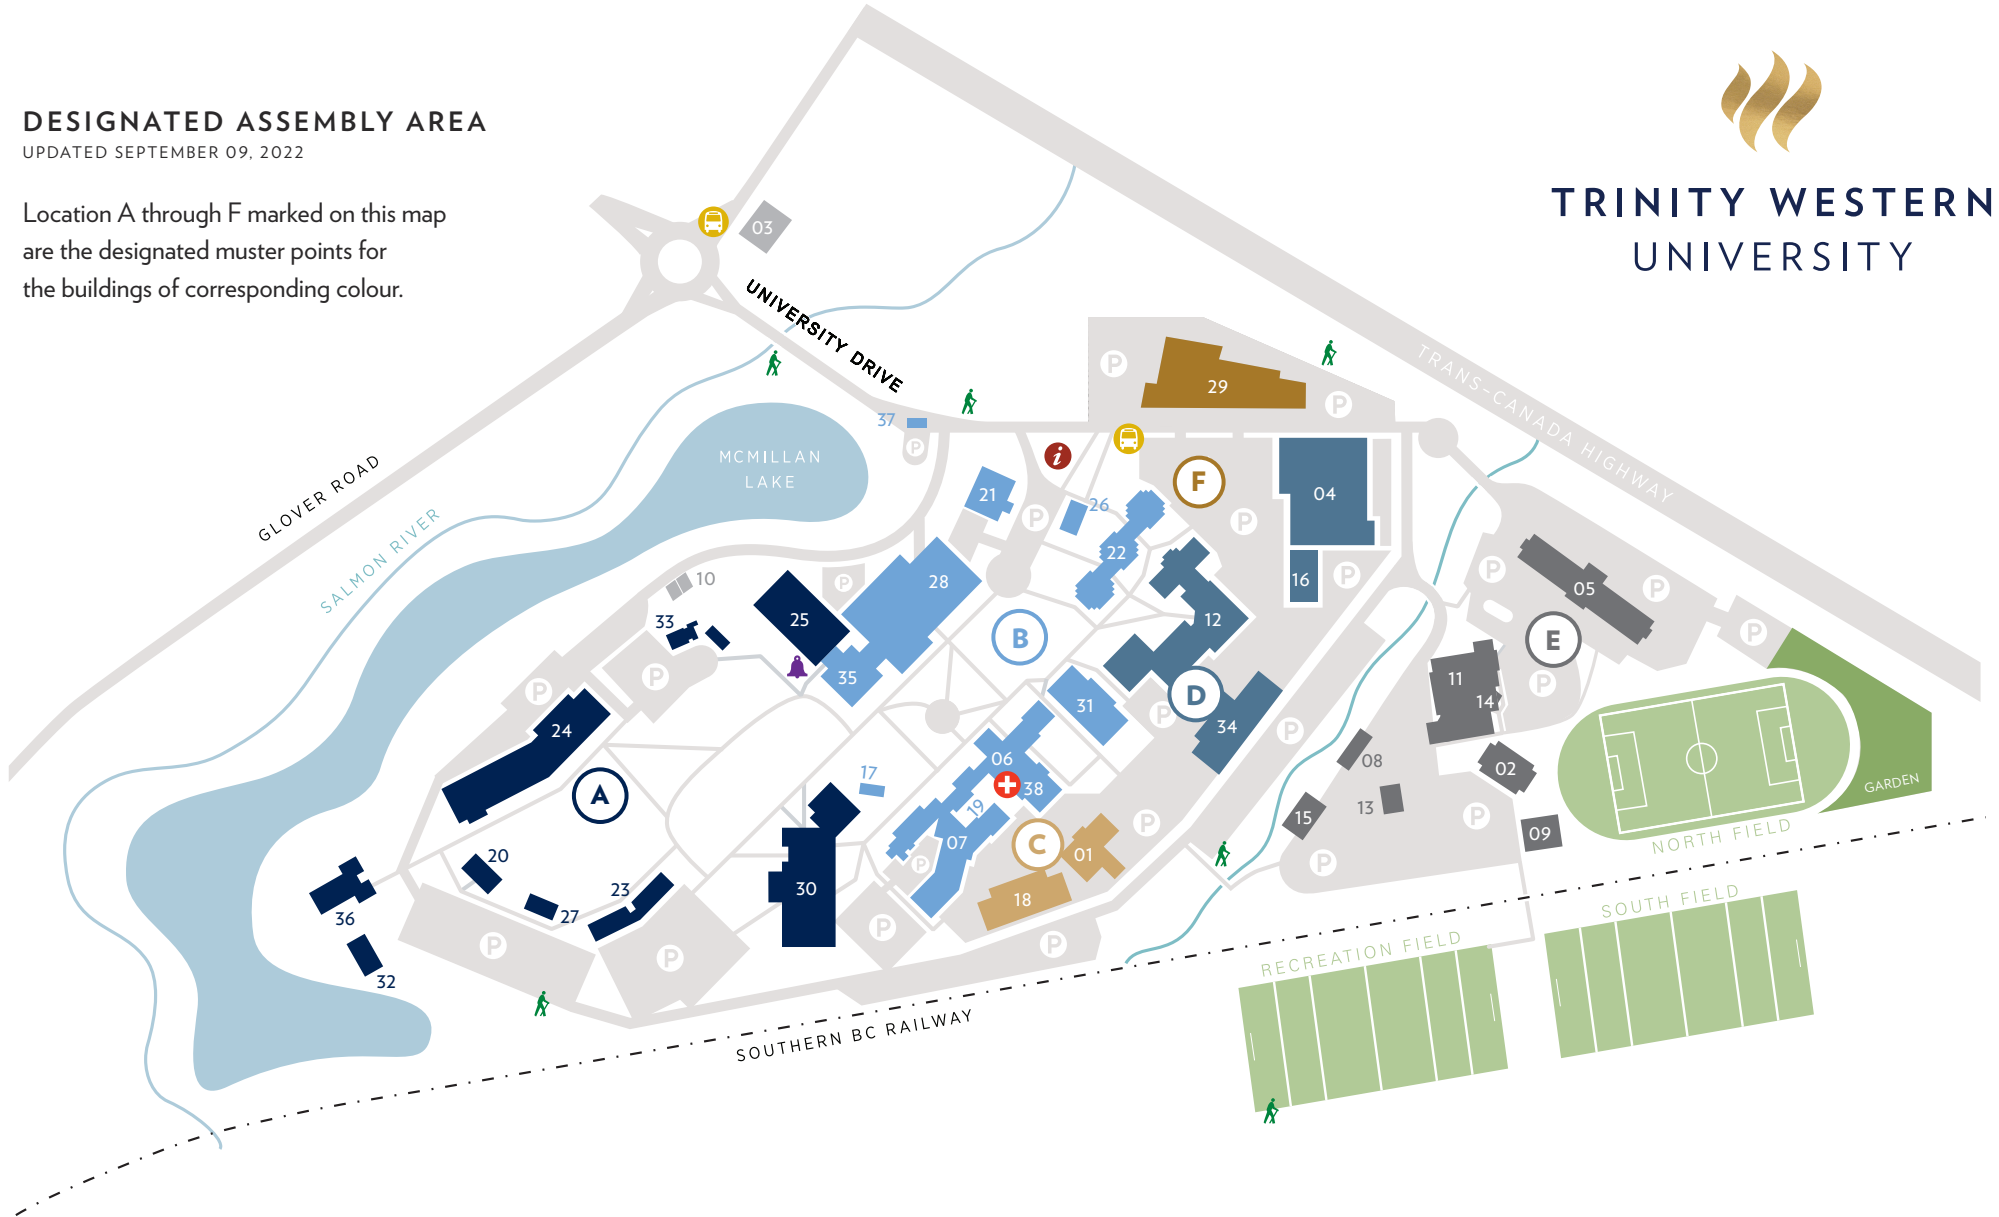 DESIGNATED ASSEMBLY AREA
UPDATED SEPTEMBER 09, 2022
Location A through F marked on this map
are the designated muster points for
the buildings of corresponding colour.
TRINITY WESTERN
UNIVERSITY
03
UNIVERSITY DRIVE
TRANS-CANADA HIGHWAY
GLOVER ROAD
SALMON RIVER
MCMILLAN
LAKE
37
P
P
29
P
i
F
04
21
P
26
P
22
28
P
10
25
33
16
P
12
B
P
05
P
P
E
35
P
P
24
31
D
P
34
P
11
14
P
A
17
06
38
19
07
P
C
01
P
18
08
13
15
02
P
09
P
GARDEN
NORTH FIELD
20
23
27
30
36
32
P
P
P
P
SOUTH FIELD
RECREATION FIELD
SOUTHERN BC RAILWAY